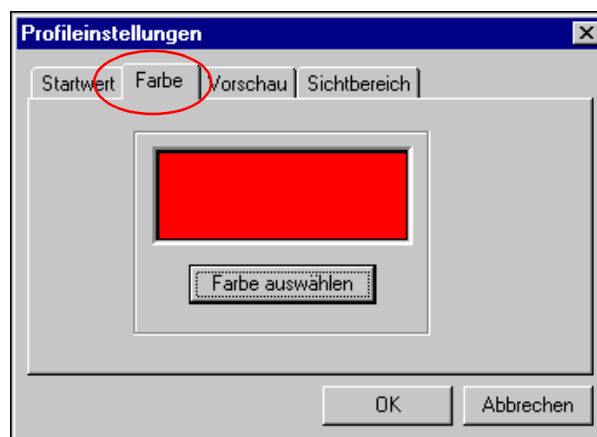 Profileinstellungen
Startwert Farbe Vorschau Sichtbereich
Farbe auswählen
OK Abbrechen